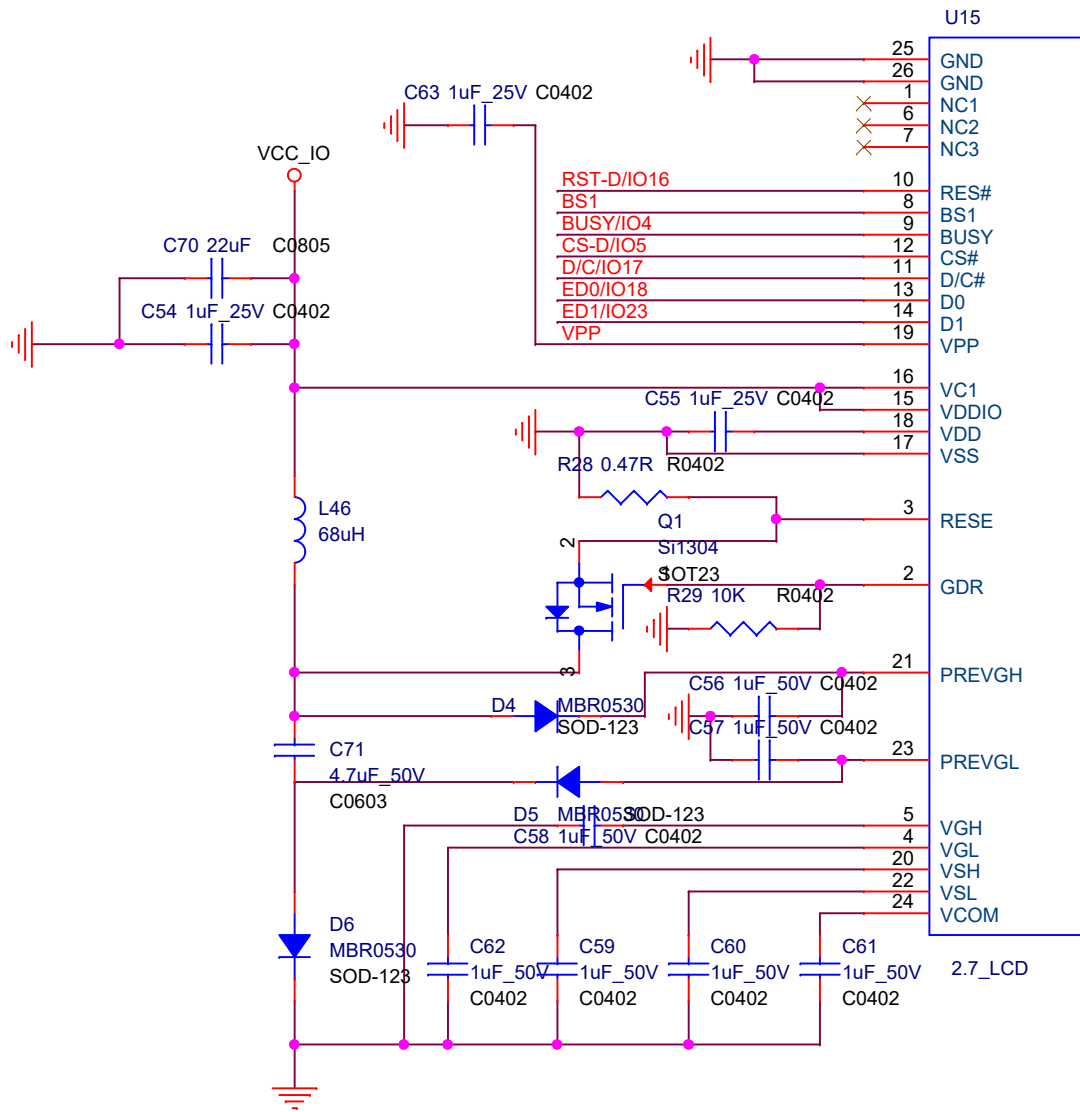 U15
25 GND
26 GND
1 NC1
6 NC2
7 NC3
C63 1uF_25V C0402
VCC_IO
RST-D/IO16 10 RES#
BS1 8 BS1
BUSY/IO4 9 BUSY
CS-D/IO5 12 CS#
D/C/IO17 11 D/C#
ED0/IO18 13 D0
ED1/IO23 14 D1
VPP 19 VPP
C70 22uF C0805
C54 1uF_25V C0402
16 VC1
15 VDDIO
C55 1uF_25V C0402
18 VDD
17 VSS
R28 0.47R R0402
L46
68uH
3 RESE
Q1
Si1304
SOT23
2
1
3
2 GDR
R29 10K R0402
21 PREVGH
C56 1uF_50V C0402
D4 MBR0530
SOD-123
C57 1uF_50V C0402
23 PREVGL
C71
4.7uF_50V
C0603
D5 MBR0530 SOD-123
C58 1uF_50V C0402
5 VGH
4 VGL
20 VSH
22 VSL
24 VCOM
D6
MBR0530
SOD-123
C62
1uF_50V
C0402
C59
1uF_50V
C0402
C60
1uF_50V
C0402
C61
1uF_50V
C0402
2.7_LCD